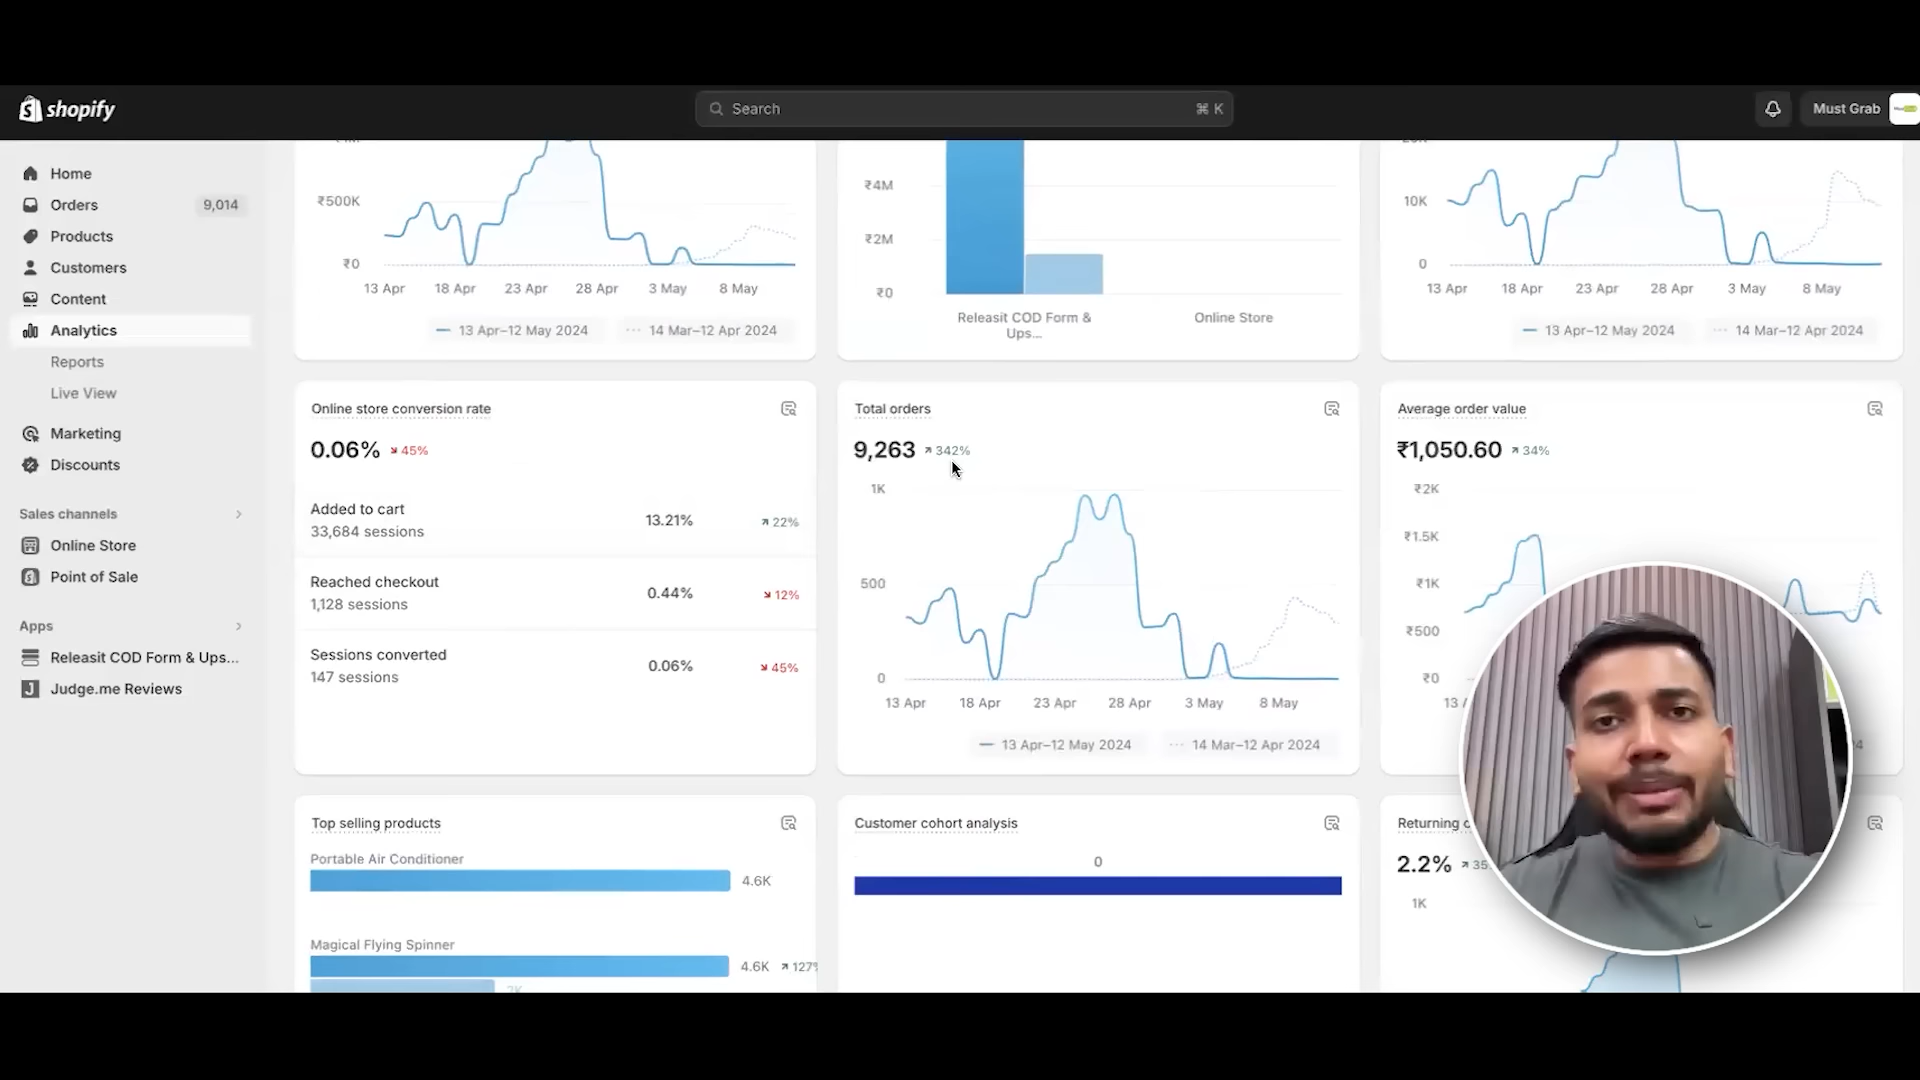 shopify
Search
⌘ K
Must Grab
Home
Orders
9,014
Products
Customers
Content
Analytics
Reports
Live View
Marketing
Discounts
Sales channels
Online Store
Point of Sale
Apps
Releasit COD Form & Ups...
Judge.me Reviews
₹500K
₹0
13 Apr 18 Apr 23 Apr 28 Apr 3 May 8 May
13 Apr–12 May 2024 14 Mar–12 Apr 2024
₹4M
₹2M
₹0
Releasit COD Form &
Ups...
Online Store
10K
0
13 Apr 18 Apr 23 Apr 28 Apr 3 May 8 May
13 Apr–12 May 2024 14 Mar–12 Apr 2024
Online store conversion rate
0.06% 45%
Added to cart
33,684 sessions
13.21%
22%
Reached checkout
1,128 sessions
0.44%
12%
Sessions converted
147 sessions
0.06%
45%
Total orders
9,263 342%
1K
500
0
13 Apr 18 Apr 23 Apr 28 Apr 3 May 8 May
13 Apr–12 May 2024 14 Mar–12 Apr 2024
Average order value
₹1,050.60 34%
₹2K
₹1.5K
₹1K
₹500
₹0
Top selling products
Portable Air Conditioner
4.6K
Magical Flying Spinner
4.6K 127%
2K
Customer cohort analysis
0
Returning
2.2%
1K